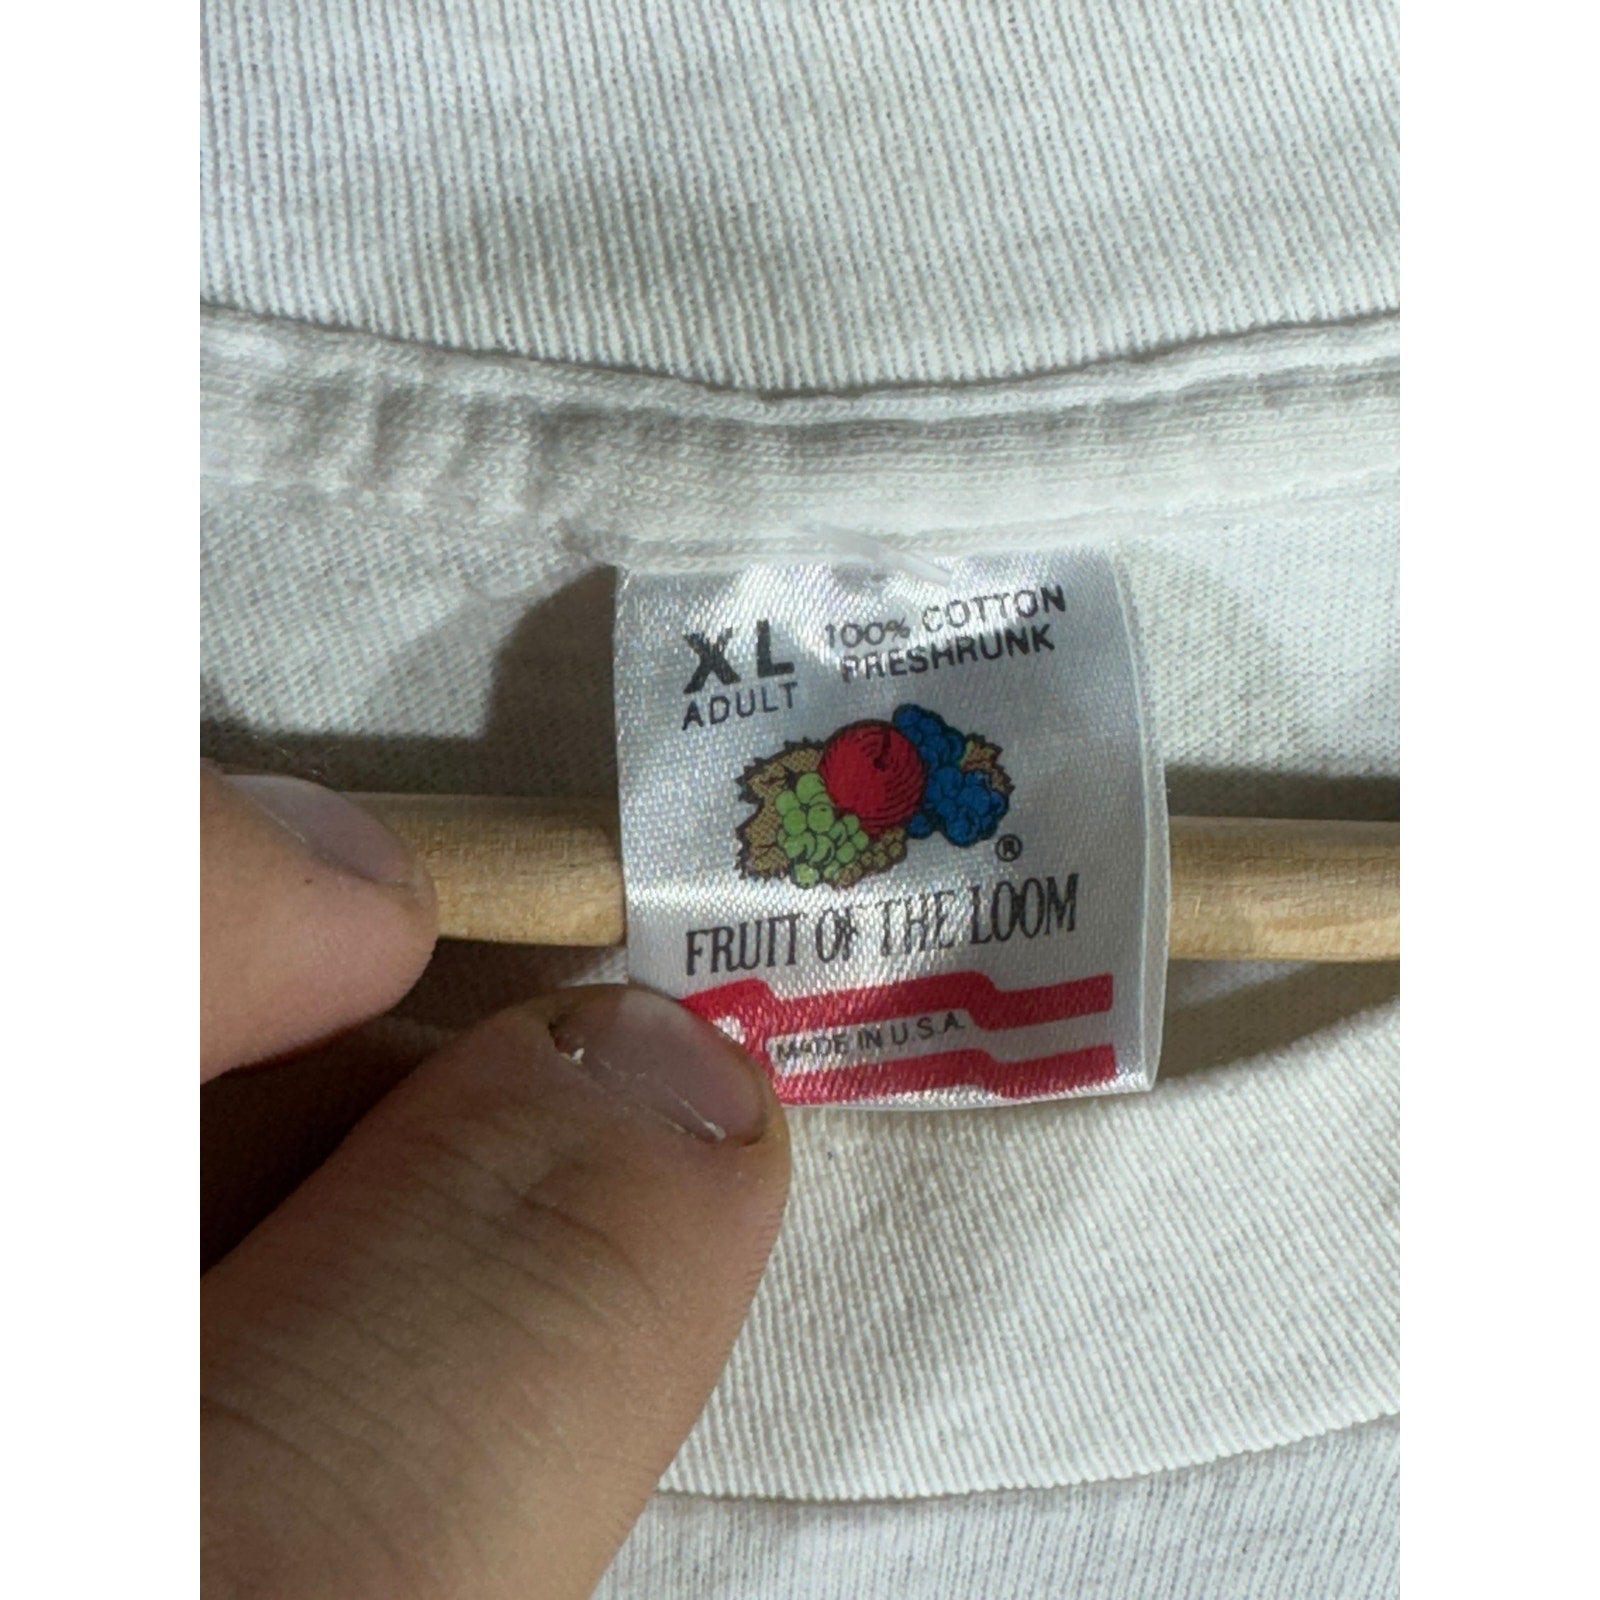 XL
ADULT
100% COTTON
PRESHRUNK
®
FRUIT OF THE LOOM
MADE IN U.S.A.